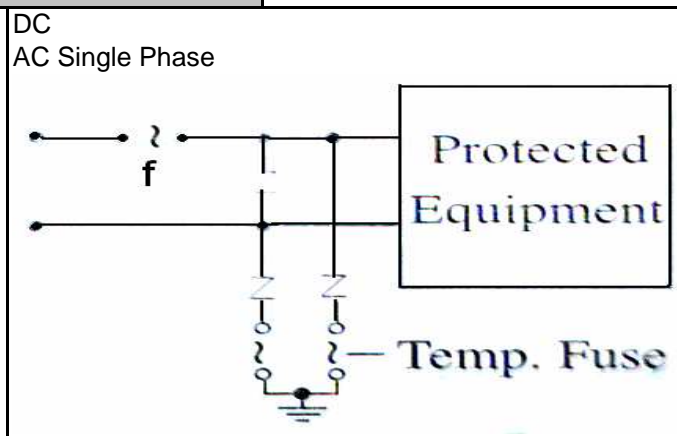 DC
AC Single Phase
f
Protected
Equipment
Temp. Fuse